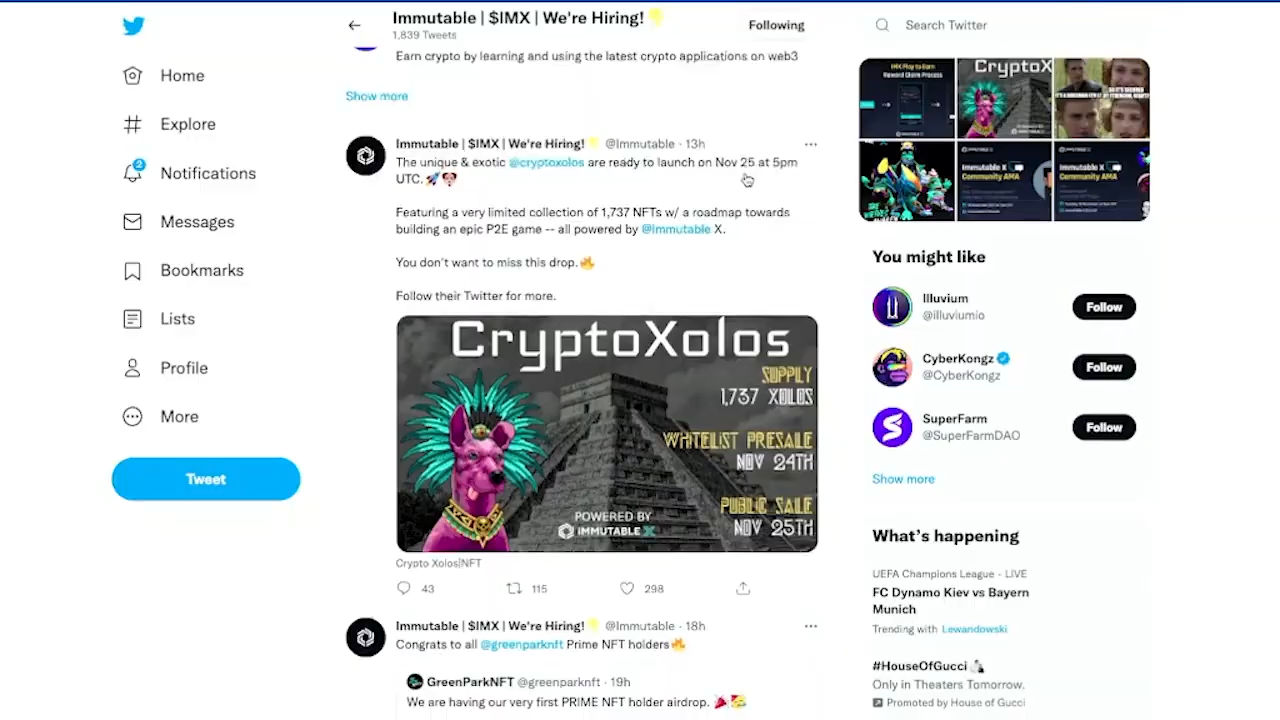 Home
Explore
2
Notifications
Messages
Bookmarks
Lists
Profile
More
Tweet
Immutable | $IMX | We're Hiring!
1,839 Tweets
Following
Earn crypto by learning and using the latest crypto applications on web3
Show more
Immutable | $IMX | We're Hiring! @Immutable · 13h
The unique & exotic @cryptoxolos are ready to launch on Nov 25 at 5pm
UTC.🚀🐶
Featuring a very limited collection of 1,737 NFTs w/ a roadmap towards
building an epic P2E game -- all powered by @Immutable X.
You don't want to miss this drop.🔥
Follow their Twitter for more.
CryptoXolos
SUPPLY
1,737 XOLOS
WHITELIST PRESALE
NOV 24TH
PUBLIC SALE
NOV 25TH
POWERED BY
IMMUTABLE X
Crypto Xolos|NFT
43
115
298
Immutable | $IMX | We're Hiring! @Immutable · 18h
Congrats to all @greenparknft Prime NFT holders🔥
GreenParkNFT @greenparknft · 19h
We are having our very first PRIME NFT holder airdrop.
Search Twitter
IMX Play to Earn
Reward Claim Process
CryptoX
Immutable X
Community AMA
Immutable X
Community AMA
You might like
Illuvium
@illuviumio
Follow
CyberKongz
@CyberKongz
Follow
SuperFarm
@SuperFarmDAO
Follow
Show more
What's happening
UEFA Champions League · LIVE
FC Dynamo Kiev vs Bayern
Munich
Trending with Lewandowski
#HouseOfGucci
Only in Theaters Tomorrow.
Promoted by House of Gucci